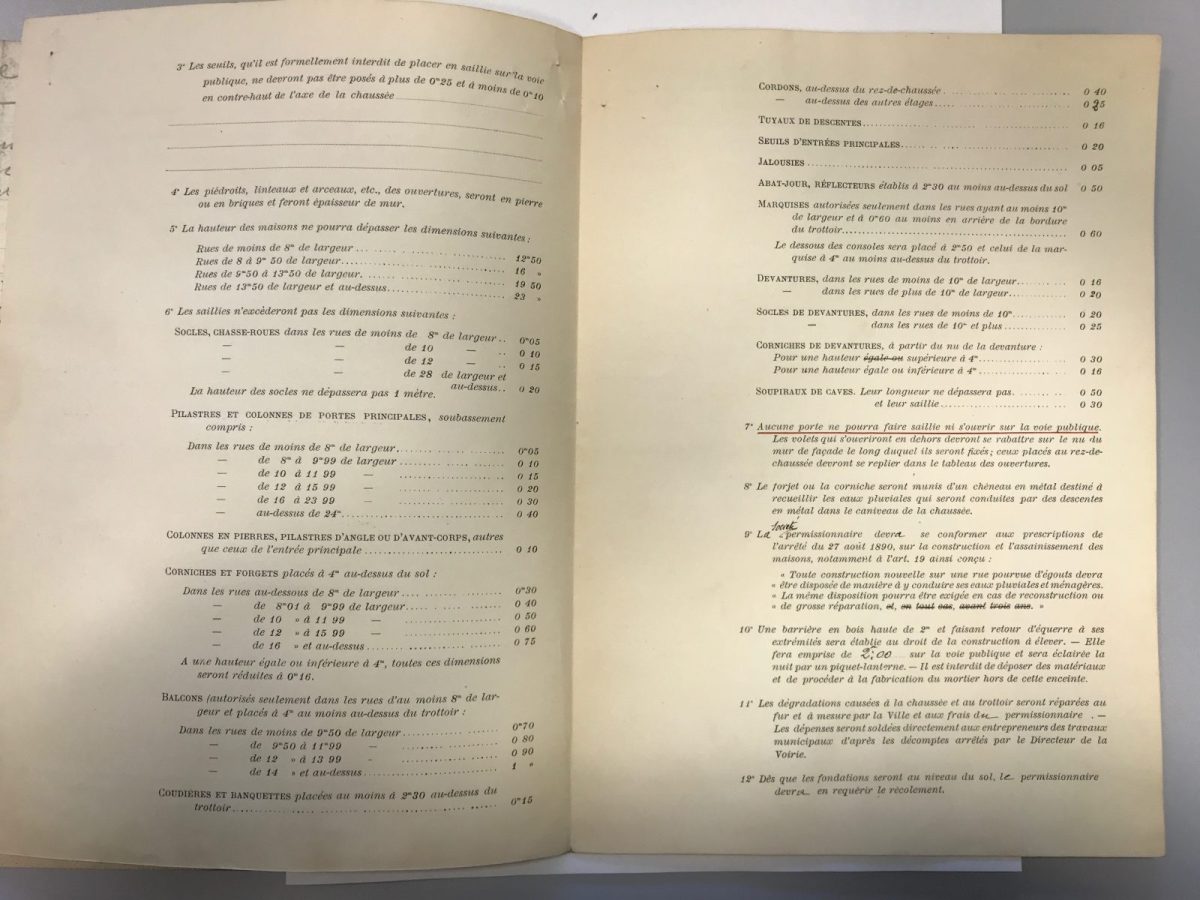 3° Les seuils, qu'il est formellement interdit de placer en saillie sur la voie
publique, ne devront pas être posés à plus de 0ᵐ25 et à moins de 0ᵐ10
en contre-haut de l'axe de la chaussée
4° Les piédroits, linteaux et arceaux, etc., des ouvertures, seront en pierre
ou en briques et feront épaisseur de mur.
5° La hauteur des maisons ne pourra dépasser les dimensions suivantes :
Rues de moins de 8ᵐ de largeur ... 12ᵐ50
Rues de 8 à 9ᵐ 50 de largeur ... 16 »
Rues de 9ᵐ50 à 13ᵐ50 de largeur. ... 19 50
Rues de 13ᵐ50 de largeur et au-dessus ... 23 »
6° Les saillies n'excèderont pas les dimensions suivantes :
SOCLES, CHASSE-ROUES dans les rues de moins de 8ᵐ de largeur .. 0ᵐ05
— — de 10 — .. 0 10
— — de 12 — .. 0 15
— — de 28 de largeur et
au-dessus .. 0 20
La hauteur des socles ne dépassera pas 1 mètre.
PILASTRES ET COLONNES DE PORTES PRINCIPALES, soubassement
compris :
Dans les rues de moins de 8ᵐ de largeur ... 0ᵐ05
— de 8ᵐ à 9ᵐ99 de largeur ... 0 10
— de 10 à 11 99 — ... 0 15
— de 12 à 15 99 — ... 0 20
— de 16 à 23 99 — ... 0 30
— au-dessus de 24ᵐ ... 0 40
COLONNES EN PIERRES, PILASTRES D'ANGLE OU D'AVANT-CORPS, autres
que ceux de l'entrée principale ... 0 10
CORNICHES ET FORGETS placés à 4ᵐ au-dessus du sol :
Dans les rues au-dessous de 8ᵐ de largeur ... 0ᵐ30
— de 8ᵐ01 à 9ᵐ99 de largeur ... 0 40
— de 10 » à 11 99 — ... 0 50
— de 12 » à 15 99 — ... 0 60
— de 16 » et au-dessus ... 0 75
A une hauteur égale ou inférieure à 4ᵐ, toutes ces dimensions
seront réduites à 0ᵐ16.
BALCONS (autorisés seulement dans les rues d'au moins 8ᵐ de lar-
geur et placés à 4ᵐ au moins au-dessus du trottoir :
Dans les rues de moins de 9ᵐ50 de largeur ... 0ᵐ70
— de 9ᵐ50 à 11ᵐ99 — ... 0 80
— de 12 » à 13 99 — ... 0 90
— de 14 » et au-dessus ... 1 »
COUDIÈRES ET BANQUETTES placées au moins à 2ᵐ30 au-dessus du
trottoir ... 0ᵐ15
CORDONS, au-dessus du rez-de-chaussée ... 0 40
— au-dessus des autres étages ... 0 25
TUYAUX DE DESCENTES ... 0 16
SEUILS D'ENTRÉES PRINCIPALES ... 0 20
JALOUSIES ... 0 05
ABAT-JOUR, RÉFLECTEURS établis à 2ᵐ30 au moins au-dessus du sol 0 50
MARQUISES autorisées seulement dans les rues ayant au moins 10ᵐ
de largeur et à 0ᵐ60 au moins en arrière de la bordure
du trottoir ... 0 60
Le dessous des consoles sera placé à 2ᵐ50 et celui de la mar-
quise à 4ᵐ au moins au-dessus du trottoir.
DEVANTURES, dans les rues de moins de 10ᵐ de largeur ... 0 16
— dans les rues de plus de 10ᵐ de largeur ... 0 20
SOCLES DE DEVANTURES, dans les rues de moins de 10ᵐ ... 0 20
— dans les rues de 10ᵐ et plus ... 0 25
CORNICHES DE DEVANTURES, à partir du nu de la devanture :
Pour une hauteur égale ou supérieure à 4ᵐ ... 0 30
Pour une hauteur égale ou inférieure à 4ᵐ ... 0 16
SOUPIRAUX DE CAVES. Leur longueur ne dépassera pas ... 0 50
et leur saillie ... 0 30
7° Aucune porte ne pourra faire saillie ni s'ouvrir sur la voie publique.
Les volets qui s'ouvriront en dehors devront se rabattre sur le nu du
mur de façade le long duquel ils seront fixés ; ceux placés au rez-de-
chaussée devront se replier dans le tableau des ouvertures.
8° Le forjet ou la corniche seront munis d'un chêneau en métal destiné à
recueillir les eaux pluviales qui seront conduites par des descentes
en métal dans le caniveau de la chaussée.
9° La société permissionnaire devra se conformer aux prescriptions de
l'arrêté du 27 août 1890, sur la construction et l'assainissement des
maisons, notamment à l'art. 19 ainsi conçu :
« Toute construction nouvelle sur une rue pourvue d'égouts devra
« être disposée de manière à y conduire ses eaux pluviales et ménagères.
« La même disposition pourra être exigée en cas de reconstruction ou
« de grosse réparation, et, en tout cas, avant trois ans. »
10° Une barrière en bois haute de 2ᵐ et faisant retour d'équerre à ses
extrémités sera établie au droit de la construction à élever. — Elle
fera emprise de 2,00 sur la voie publique et sera éclairée la
nuit par un piquet-lanterne. — Il est interdit de déposer des matériaux
et de procéder à la fabrication du mortier hors de cette enceinte.
11° Les dégradations causées à la chaussée et au trottoir seront réparées au
fur et à mesure par la Ville et aux frais du permissionnaire . —
Les dépenses seront soldées directement aux entrepreneurs des travaux
municipaux d'après les décomptes arrêtés par le Directeur de la
Voirie.
12° Dès que les fondations seront au niveau du sol, le permissionnaire
devra en requérir le récolement.